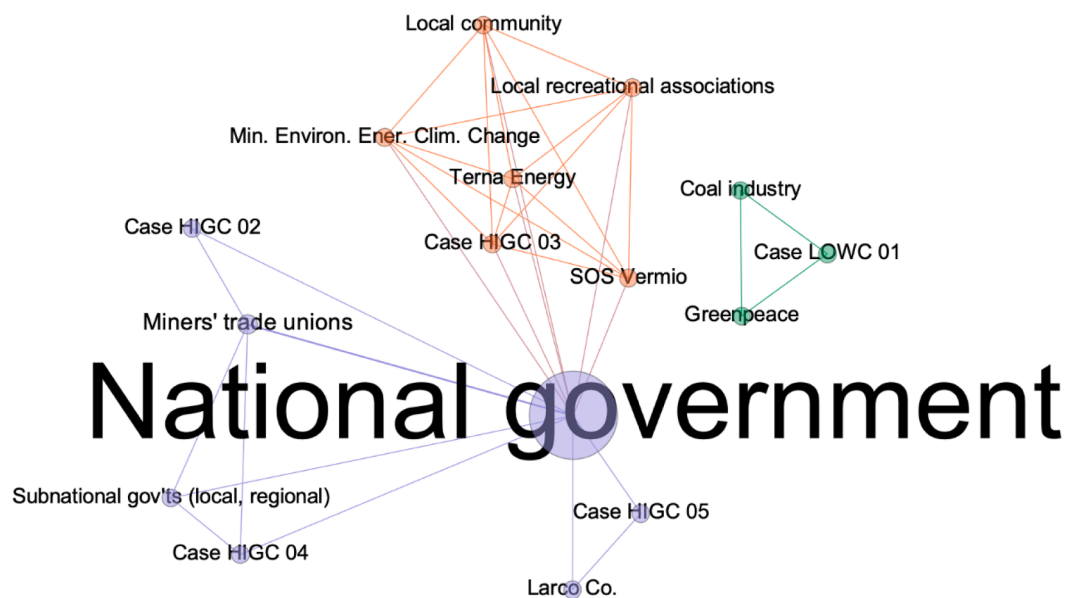 Local community
Local recreational associations
Min. Environ. Ener. Clim. Change
Terna Energy
Coal industry
Case HIGC 02
Case HIGC 03
Case LOWC 01
SOS Vermio
Greenpeace
Miners' trade unions
National government
Subnational gov'ts (local, regional)
Case HIGC 05
Case HIGC 04
Larco Co.